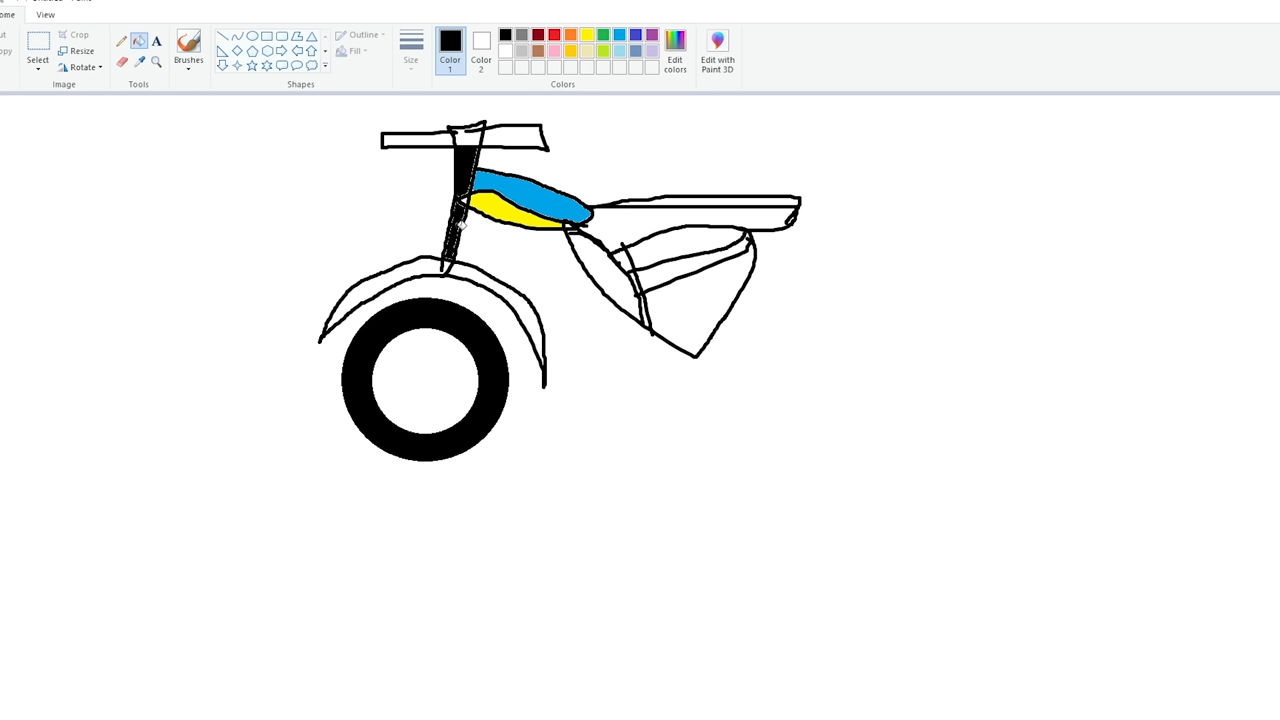 View
Select
Crop
Resize
Rotate
Image
A
Tools
Brushes
Outline
Fill
Shapes
Size
Color
1
Color
2
Edit
colors
Edit with
Paint 3D
Colors